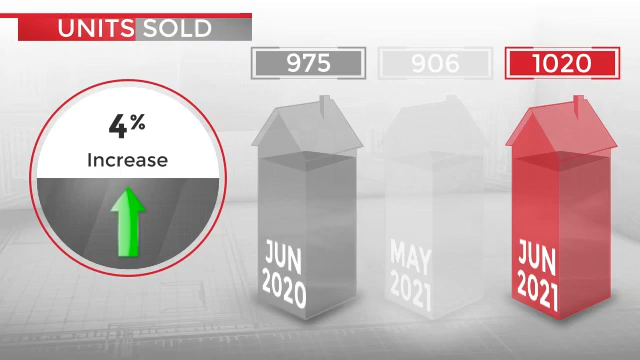 UNITS SOLD
975
906
1020
4%
Increase
JUN
2020
MAY
2021
JUN
2021